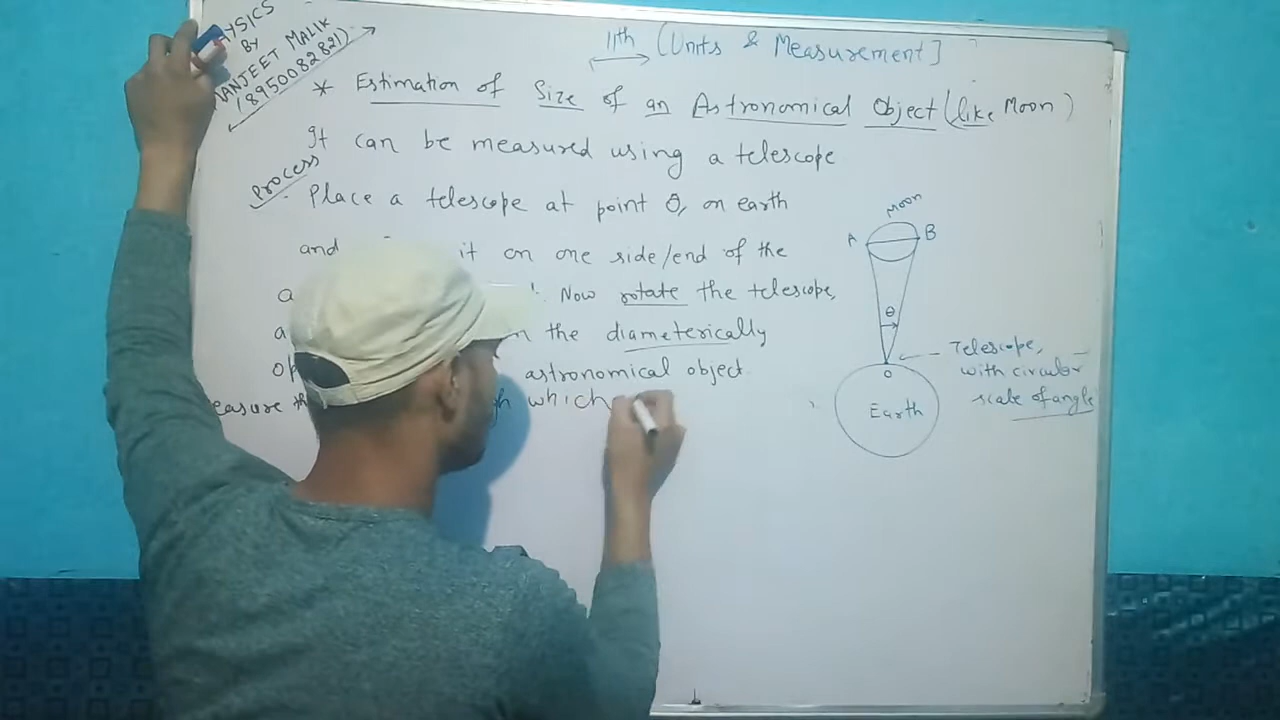 PHYSICS
BY
MANJEET MALIK
(8950082821)
11th (Units & Measurement]
* Estimation of Size of an Astronomical Object (like Moon)
It can be measured using a telescope
Process
. Place a telescope at point O, on earth
and it on one side/end of the
Now rotate the telescope,
the diameterically
astronomical object
which
Moon
A B
θ
O
Earth
Telescope,
with circular
scale of angle